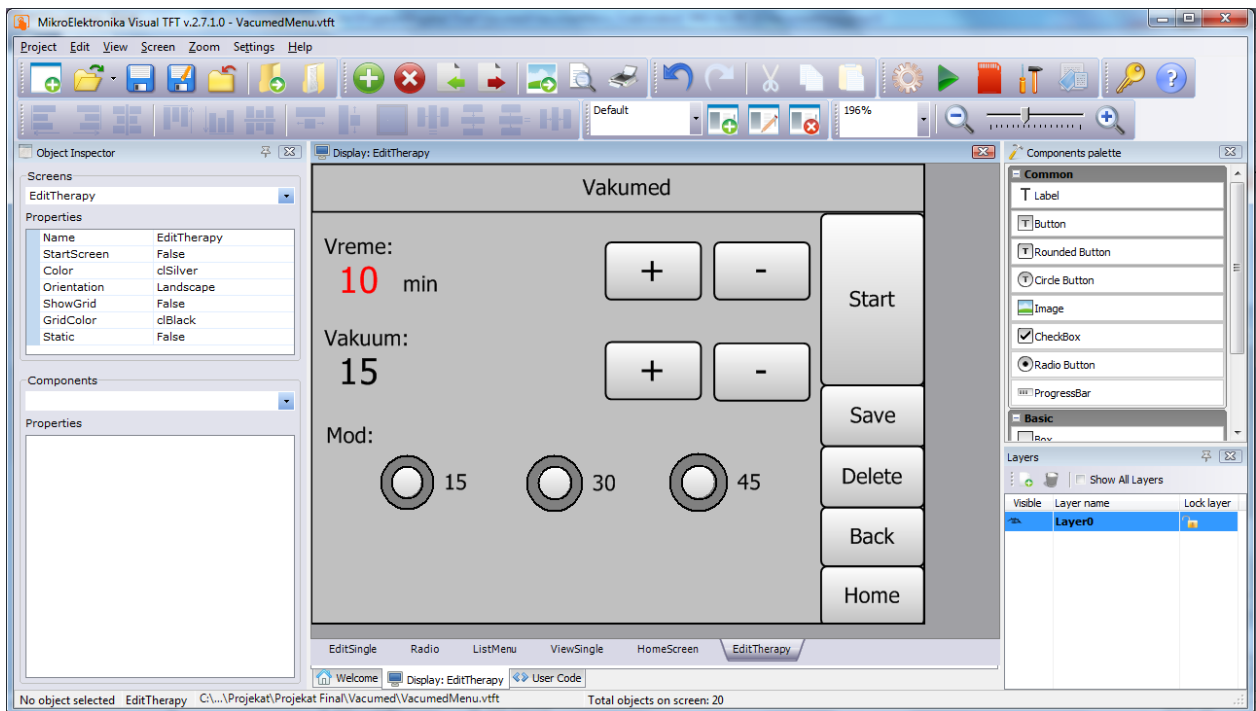 MikroElektronika Visual TFT v.2.7.1.0 - VacumedMenu.vtft
Project Edit View Screen Zoom Settings Help
Default
196%
Object Inspector
Screens
EditTherapy
Properties
Name EditTherapy
StartScreen False
Color clSilver
Orientation Landscape
ShowGrid False
GridColor clBlack
Static False
Components
Properties
Display: EditTherapy
Vakumed
Vreme:
10 min
+ -
Vakuum:
15
+ -
Mod:
15 30 45
Start
Save
Delete
Back
Home
EditSingle Radio ListMenu ViewSingle HomeScreen EditTherapy
Welcome Display: EditTherapy User Code
Components palette
Common
T Label
T Button
T Rounded Button
T Circle Button
Image
CheckBox
Radio Button
ProgressBar
Basic
Box
Layers
Show All Layers
Visible Layer name Lock layer
Layer0
No object selected EditTherapy C:\...\Projekat\Projekat Final\Vacumed\VacumedMenu.vtft Total objects on screen: 20